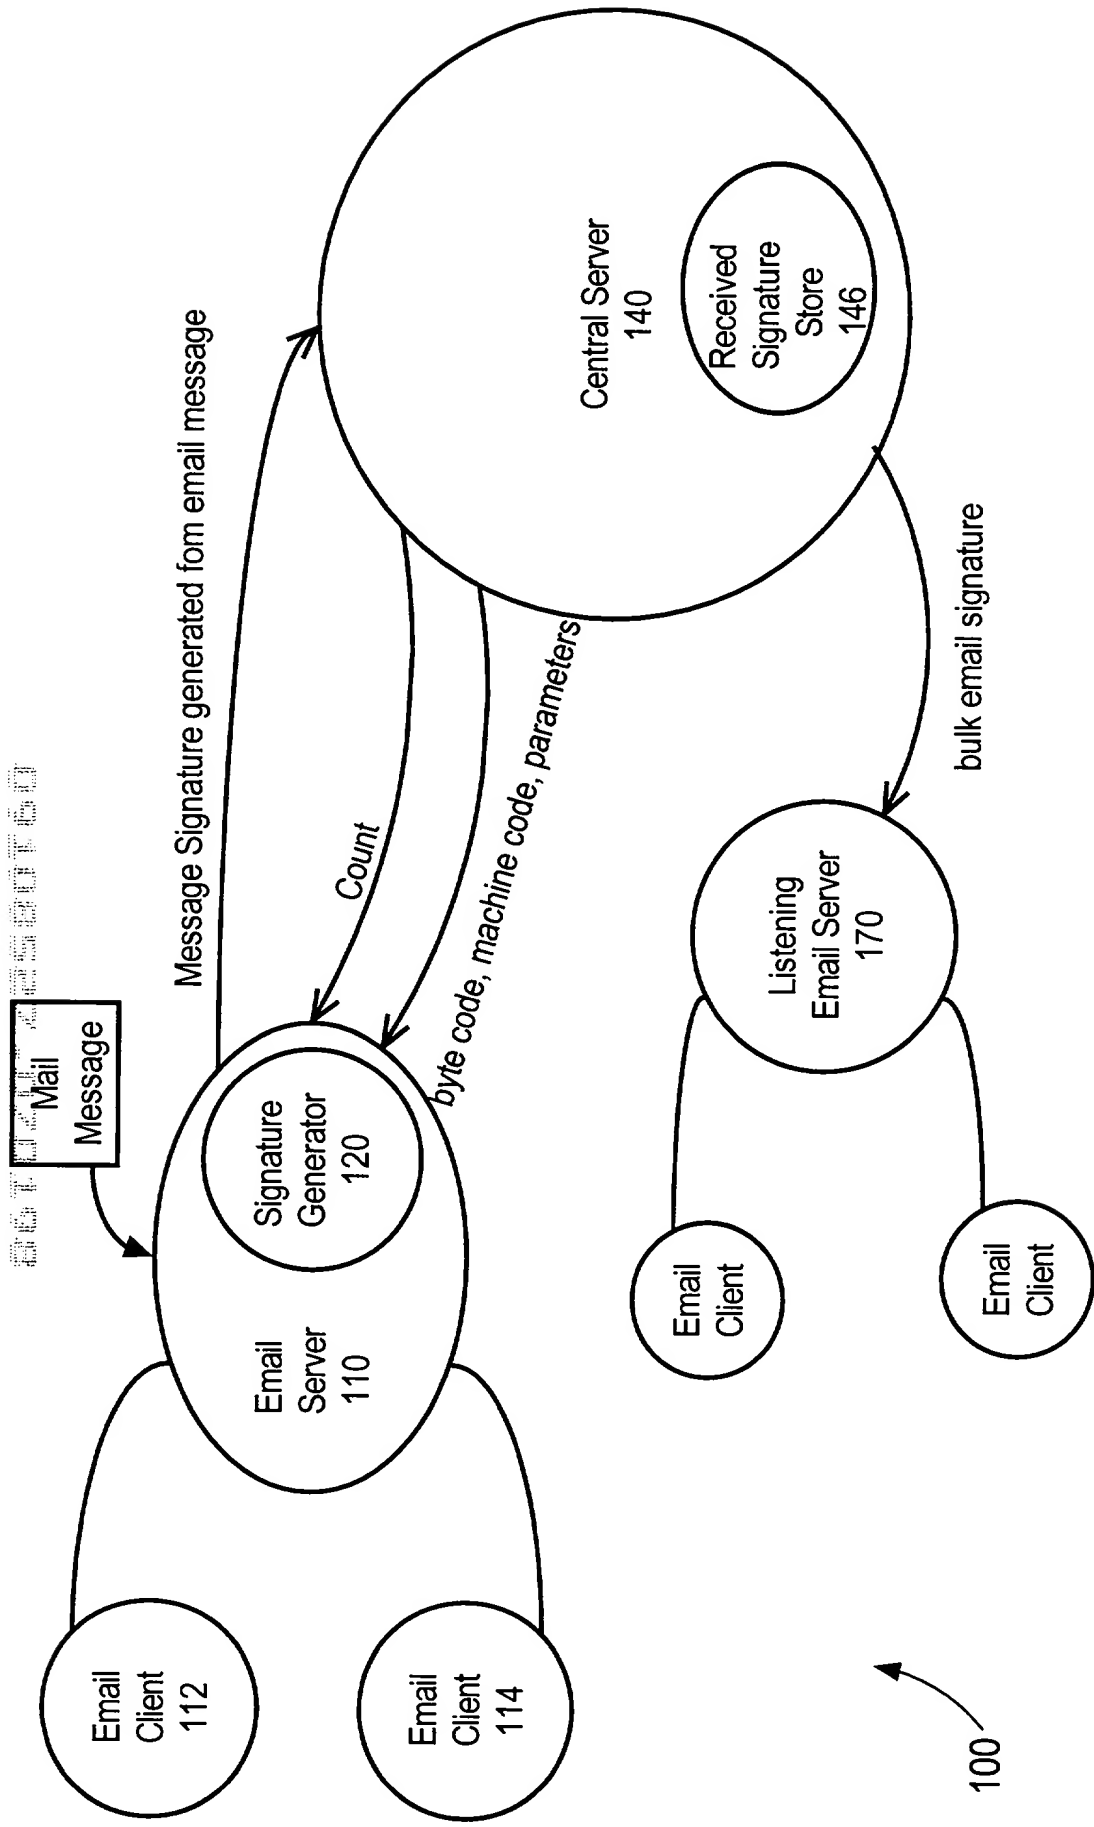 Mail
Message
Message Signature generated fom email message
Count
byte code, machine code, parameters
Email
Client
112
Email
Client
114
Email
Server
110
Signature
Generator
120
Central Server
140
Received
Signature
Store
146
bulk email signature
Listening
Email Server
170
Email
Client
Email
Client
100